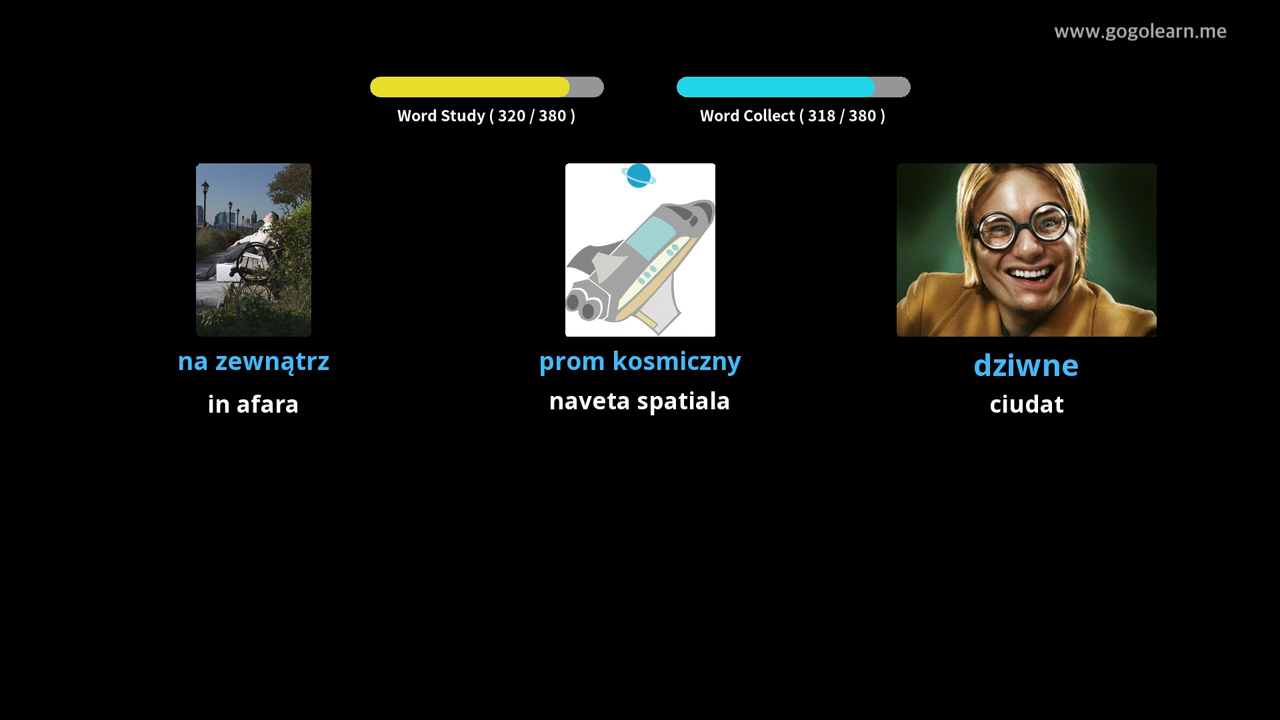 www.gogolearn.me
Word Study ( 320 / 380 )
Word Collect ( 318 / 380 )
na zewnątrz
in afara
prom kosmiczny
naveta spatiala
dziwne
ciudat